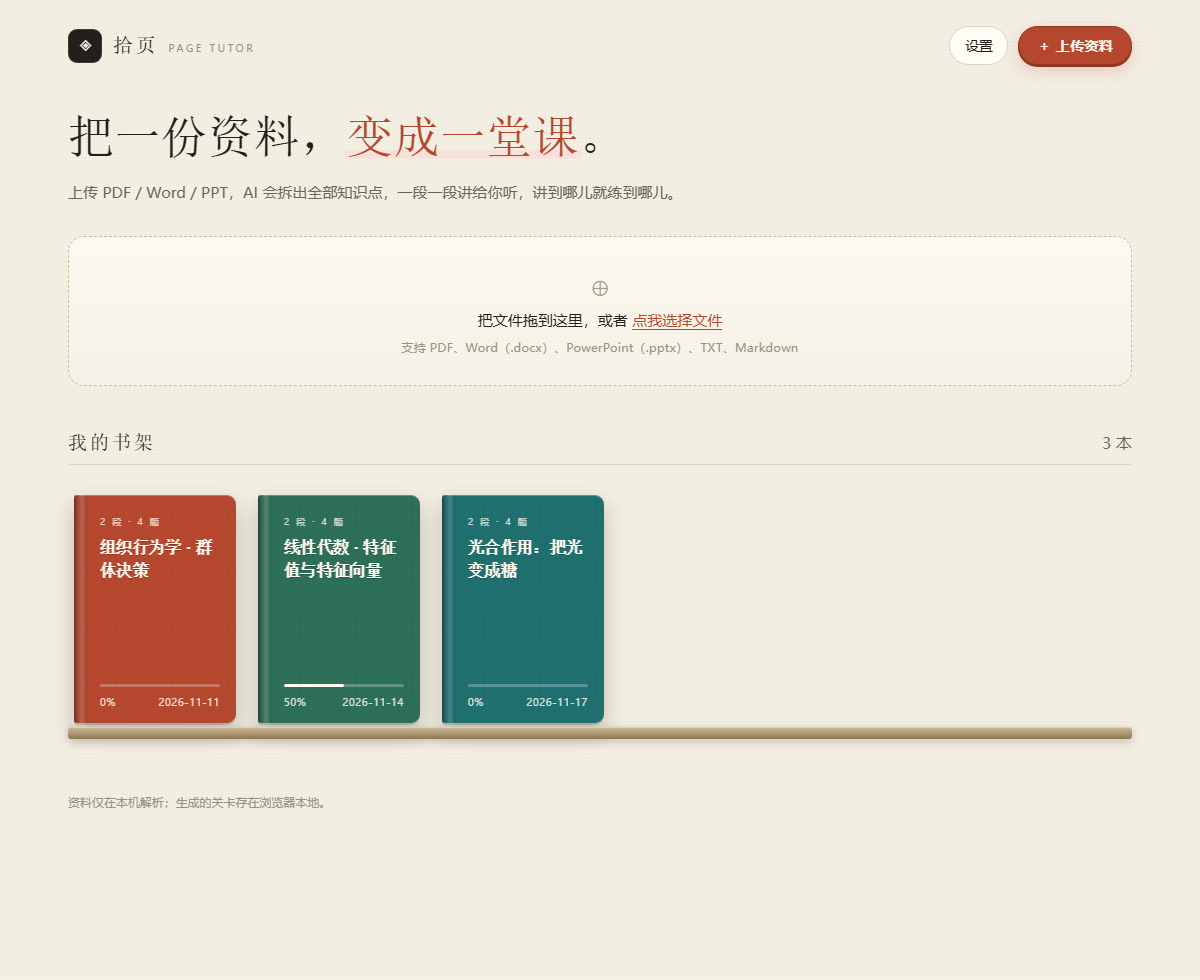 拾页 PAGE TUTOR
设置
+ 上传资料
把一份资料，变成一堂课。
上传 PDF / Word / PPT，AI 会拆出全部知识点，一段一段讲给你听，讲到哪儿就练到哪儿。
把文件拖到这里，或者 点我选择文件
支持 PDF、Word（.docx）、PowerPoint（.pptx）、TXT、Markdown
我的书架
3 本
2 段 · 4 题
组织行为学 - 群
体决策
0% 2026-11-11
2 段 · 4 题
线性代数 - 特征
值与特征向量
50% 2026-11-14
2 段 · 4 题
光合作用：把光
变成糖
0% 2026-11-17
资料仅在本机解析；生成的关卡存在浏览器本地。